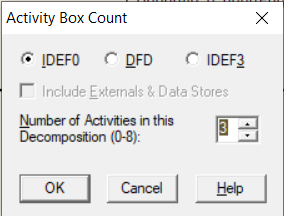 Activity Box Count
IDEF0 DFD IDEF3
Include Externals & Data Stores
Number of Activities in this
Decomposition (0-8):
3
OK Cancel Help